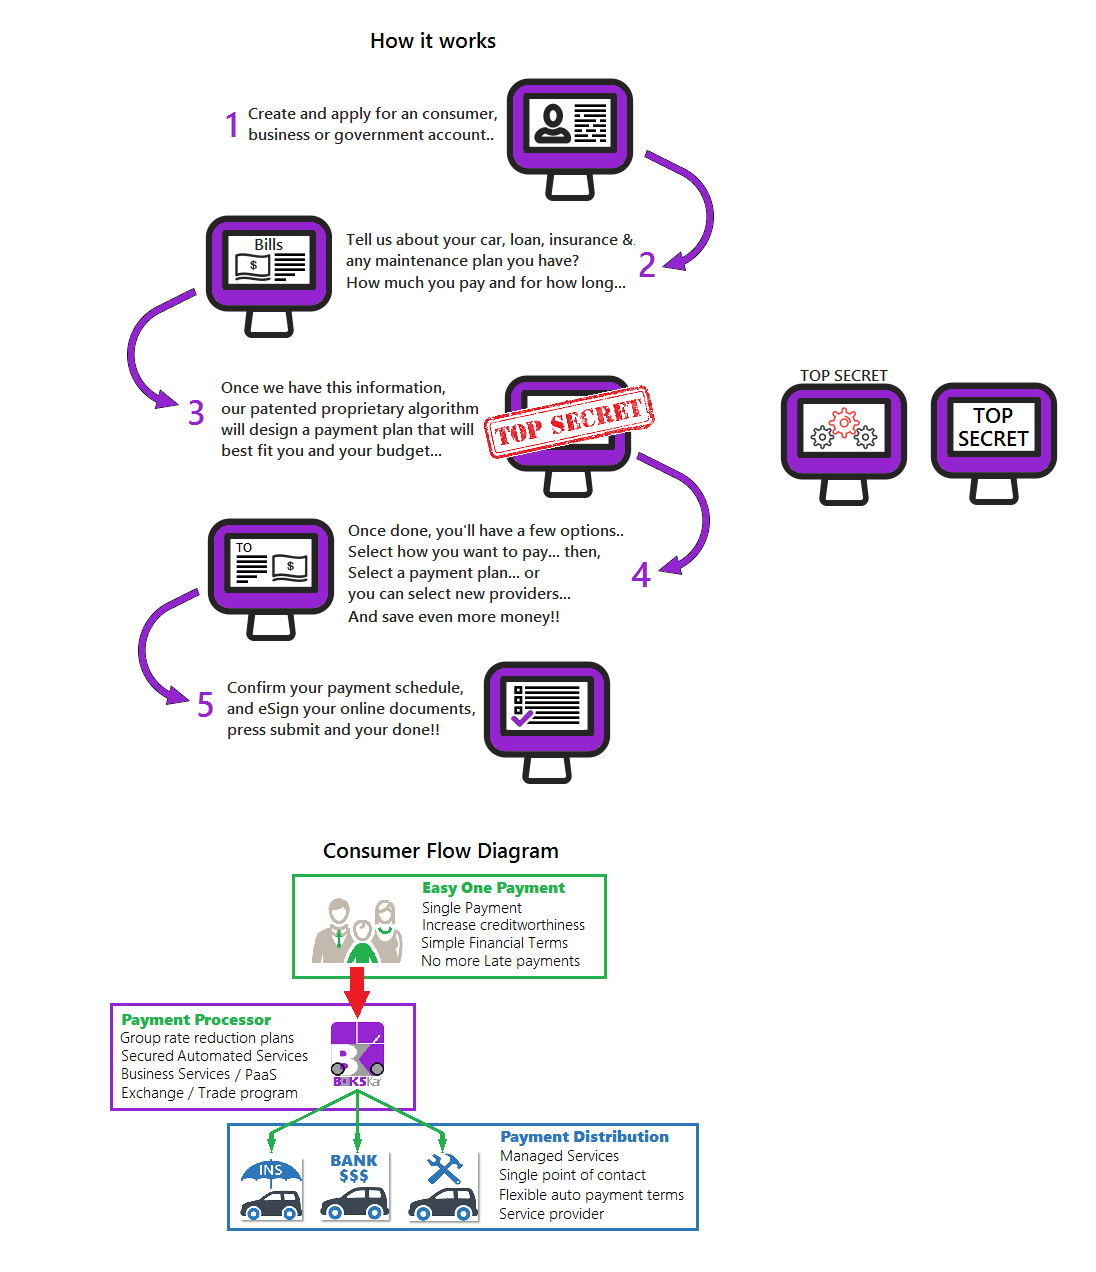 How it works
1
Create and apply for an consumer,
business or government account..
Bills
$
Tell us about your car, loan, insurance &.
any maintenance plan you have?
How much you pay and for how long...
2
3
Once we have this information,
our patented proprietary algorithm
will design a payment plan that will
best fit you and your budget...
TOP SECRET
TOP SECRET
TOP
SECRET
TO
$
Once done, you'll have a few options..
Select how you want to pay... then,
Select a payment plan... or
you can select new providers...
And save even more money!!
4
5
Confirm your payment schedule,
and eSign your online documents,
press submit and your done!!
Consumer Flow Diagram
Easy One Payment
Single Payment
Increase creditworthiness
Simple Financial Terms
No more Late payments
Payment Processor
Group rate reduction plans
Secured Automated Services
Business Services / PaaS
Exchange / Trade program
BK
B●K5Kar
Payment Distribution
Managed Services
Single point of contact
Flexible auto payment terms
Service provider
INS
BANK
$$$